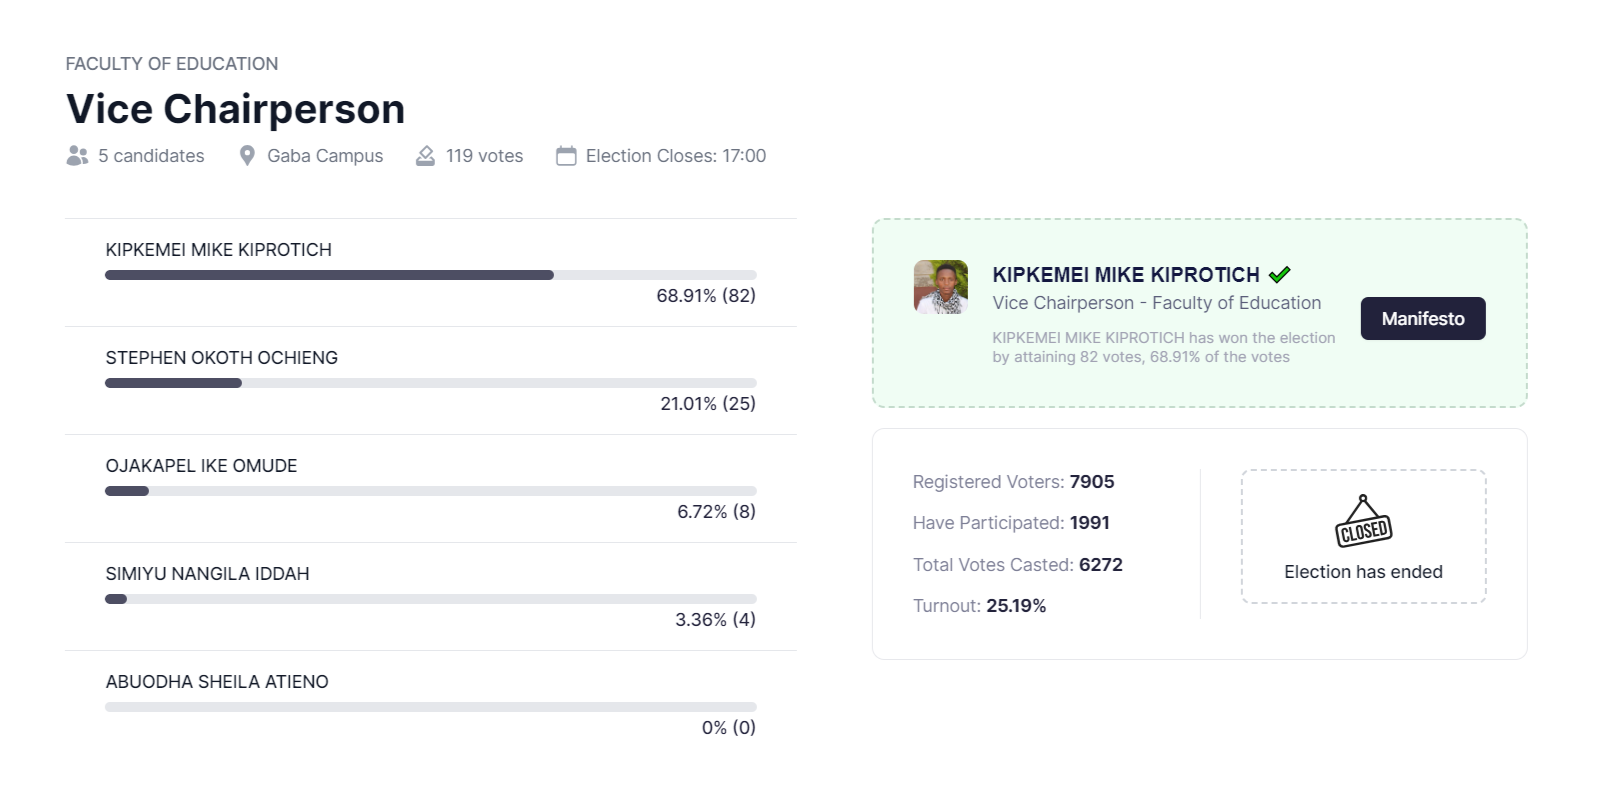 FACULTY OF EDUCATION
Vice Chairperson
5 candidates Gaba Campus 119 votes Election Closes: 17:00
KIPKEMEI MIKE KIPROTICH
68.91% (82)
STEPHEN OKOTH OCHIENG
21.01% (25)
OJAKAPEL IKE OMUDE
6.72% (8)
SIMIYU NANGILA IDDAH
3.36% (4)
ABUODHA SHEILA ATIENO
0% (0)
KIPKEMEI MIKE KIPROTICH
Vice Chairperson - Faculty of Education
KIPKEMEI MIKE KIPROTICH has won the election
by attaining 82 votes, 68.91% of the votes
Manifesto
Registered Voters: 7905
Have Participated: 1991
Total Votes Casted: 6272
Turnout: 25.19%
CLOSED
Election has ended